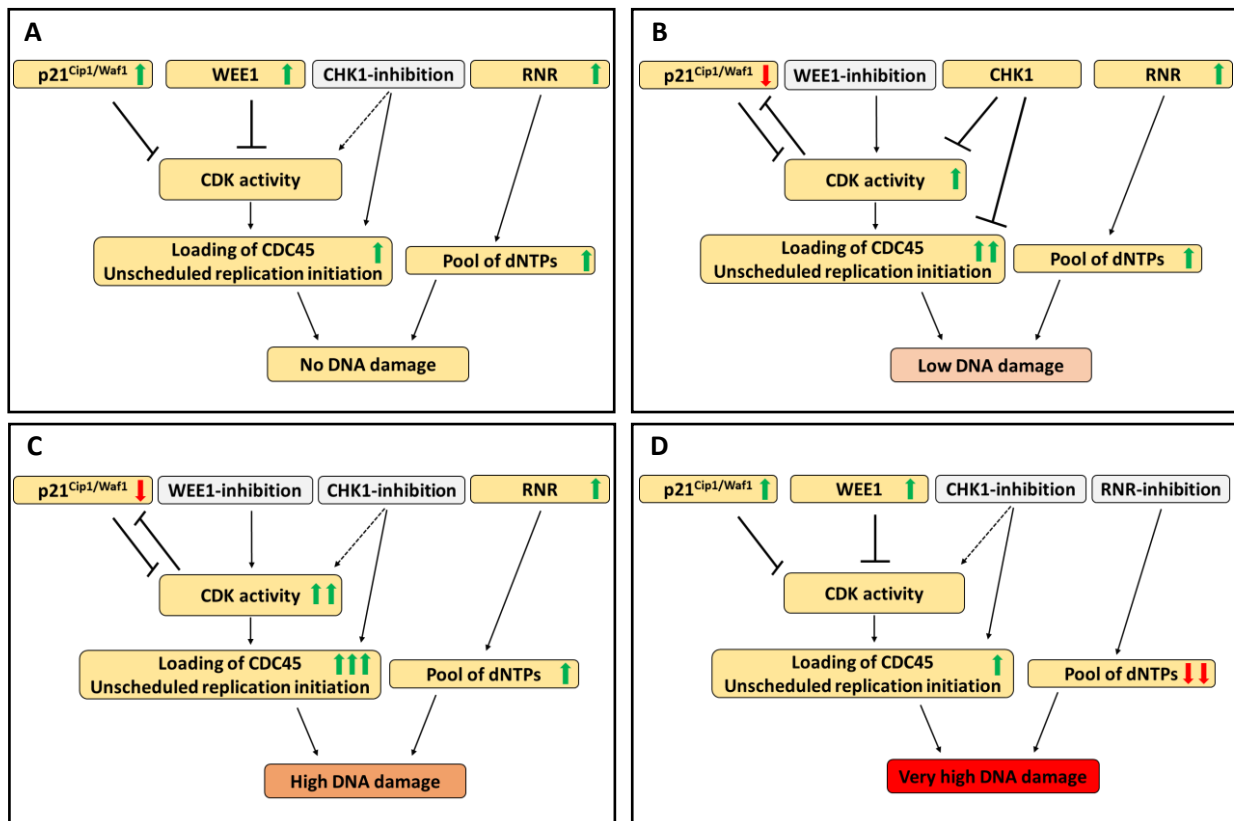 A
p21Cip1/Waf1
WEE1
CHK1-inhibition
RNR
CDK activity
Loading of CDC45
Unscheduled replication initiation
Pool of dNTPs
No DNA damage
B
p21Cip1/Waf1
WEE1-inhibition
CHK1
RNR
CDK activity
Loading of CDC45
Unscheduled replication initiation
Pool of dNTPs
Low DNA damage
C
p21Cip1/Waf1
WEE1-inhibition
CHK1-inhibition
RNR
CDK activity
Loading of CDC45
Unscheduled replication initiation
Pool of dNTPs
High DNA damage
D
p21Cip1/Waf1
WEE1
CHK1-inhibition
RNR-inhibition
CDK activity
Loading of CDC45
Unscheduled replication initiation
Pool of dNTPs
Very high DNA damage